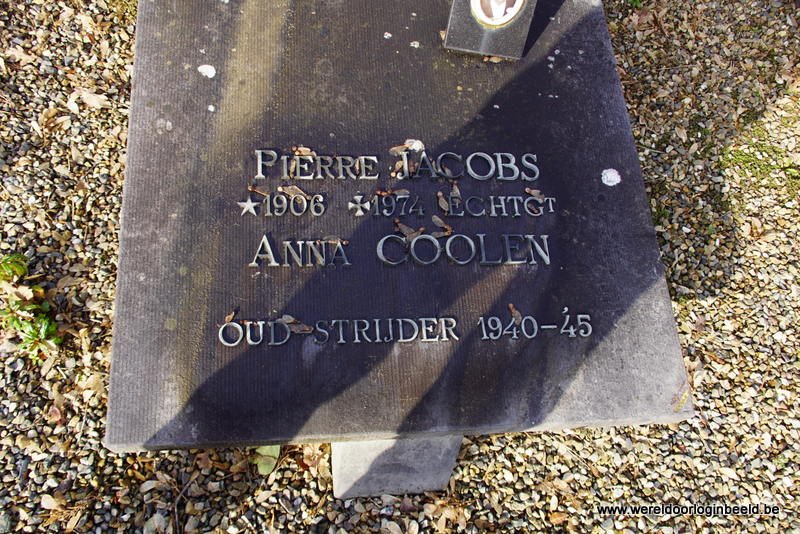 PIERRE JACOBS
★1906 ✠1974 ECHTGT
ANNA COOLEN
OUD-STRIJDER 1940-'45
www.wereldoorloginbeeld.be